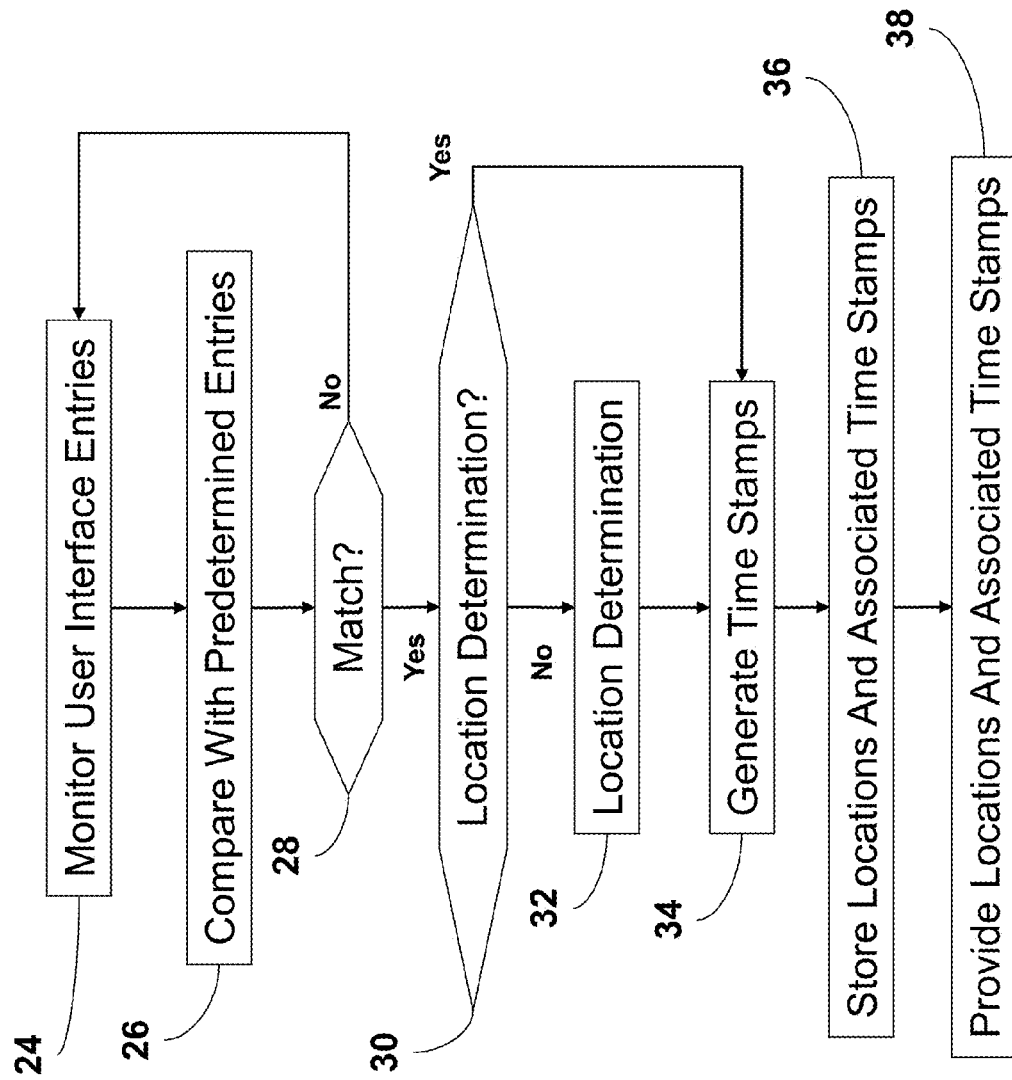 24
Monitor User Interface Entries
26
Compare With Predetermined Entries
28
Match?
No
Yes
30
Location Determination?
Yes
No
32
Location Determination
34
Generate Time Stamps
36
Store Locations And Associated Time Stamps
38
Provide Locations And Associated Time Stamps